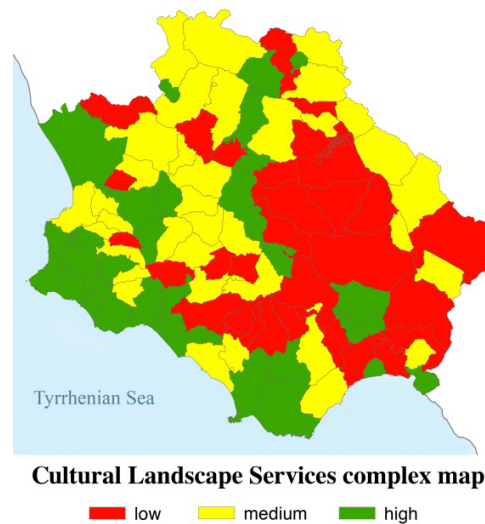 Tyrrhenian Sea
Cultural Landscape Services complex map
low medium high